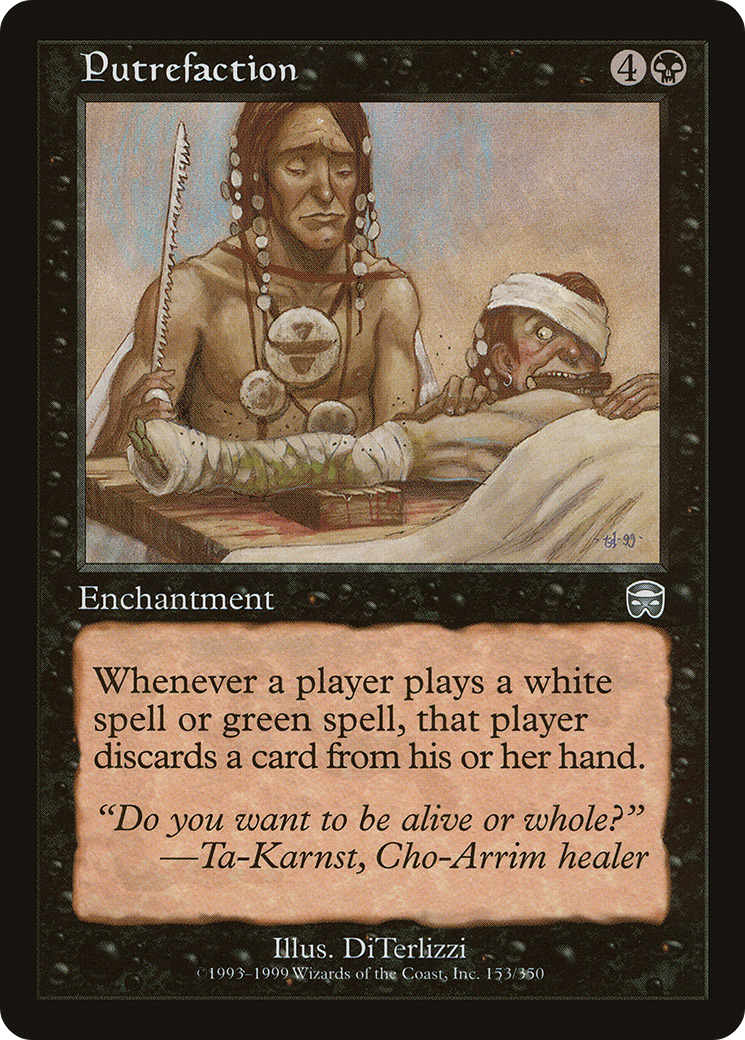 Putrefaction
4
Enchantment
Whenever a player plays a white
spell or green spell, that player
discards a card from his or her hand.
“Do you want to be alive or whole?”
—Ta-Karnst, Cho-Arrim healer
Illus. DiTerlizzi
©1993–1999 Wizards of the Coast, Inc. 153/350